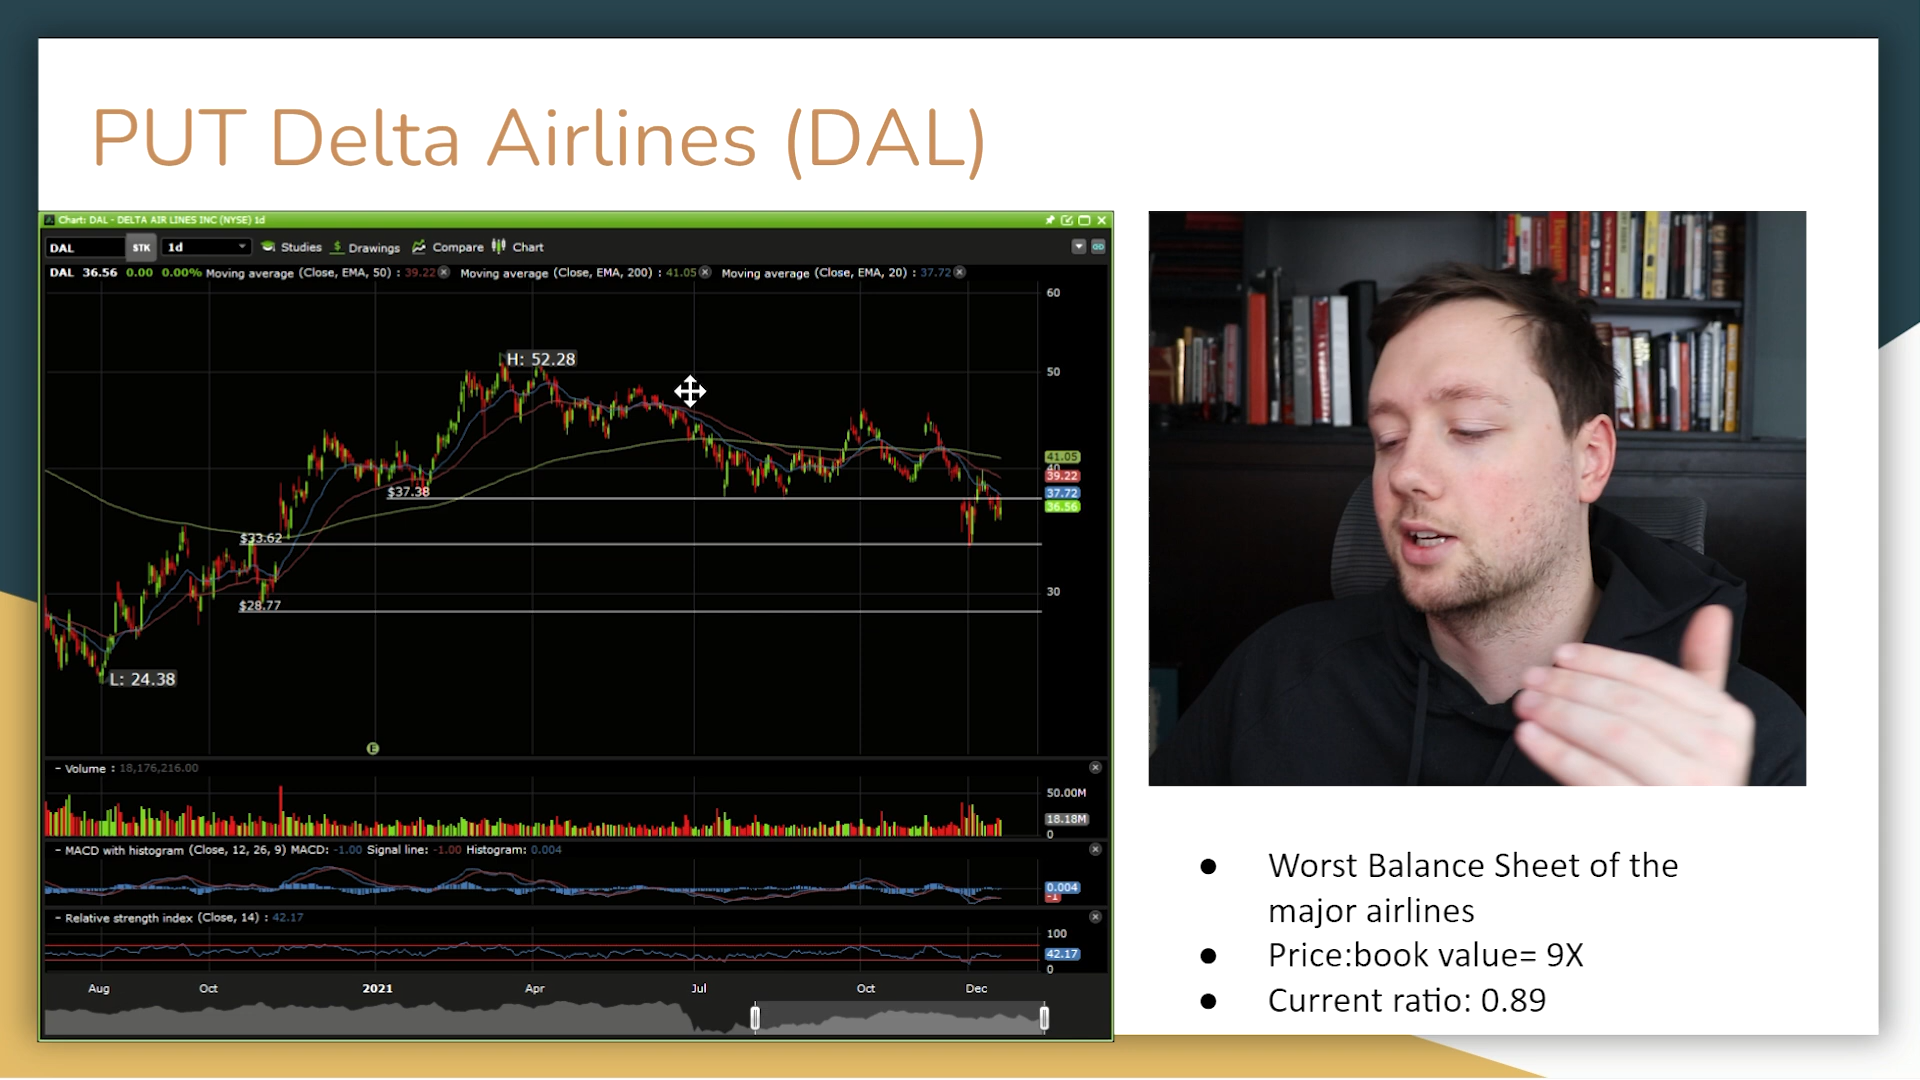 PUT Delta Airlines (DAL)
Chart: DAL - DELTA AIR LINES INC (NYSE) 1d
DAL STK 1d Studies $ Drawings Compare Chart
DAL 36.56 0.00 0.00% Moving average (Close, EMA, 50) : 39.22 Moving average (Close, EMA, 200) : 41.05 Moving average (Close, EMA, 20) : 37.72
60
H: 52.28
50
41.05
40
39.22
$37.38
37.72
36.56
$33.62
30
$28.77
L: 24.38
E
- Volume : 18,176,216.00
50.00M
18.18M
0
- MACD with histogram (Close, 12, 26, 9) MACD: -1.00 Signal line: -1.00 Histogram: 0.004
0.004
-1
- Relative strength index (Close, 14) : 42.17
100
42.17
0
Aug Oct 2021 Apr Jul Oct Dec
● Worst Balance Sheet of the
major airlines
● Price:book value= 9X
● Current ratio: 0.89